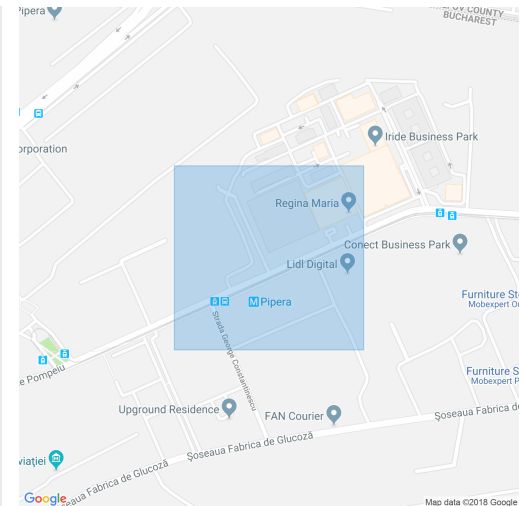 Pipera
OV COUNTY
BUCHAREST
Iride Business Park
orporation
Regina Maria
Conect Business Park
Lidl Digital
M Pipera
Furniture St
Mobexpert O
Strada George Constantinescu
e Pompeiu
Furniture S
Mobexpert P
Upground Residence
FAN Courier
Șoseaua Fabrica d
Șoseaua Fabrica de Glucoză
viației
eaua Fabrica de Glucoză
Google
Map data ©2018 Google